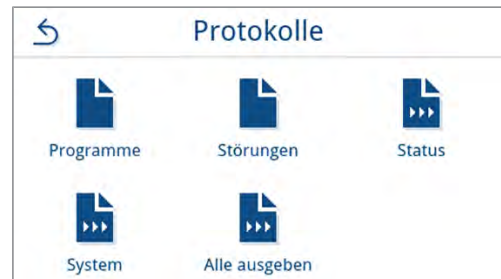 Protokolle
Programme
Störungen
Status
System
Alle ausgeben